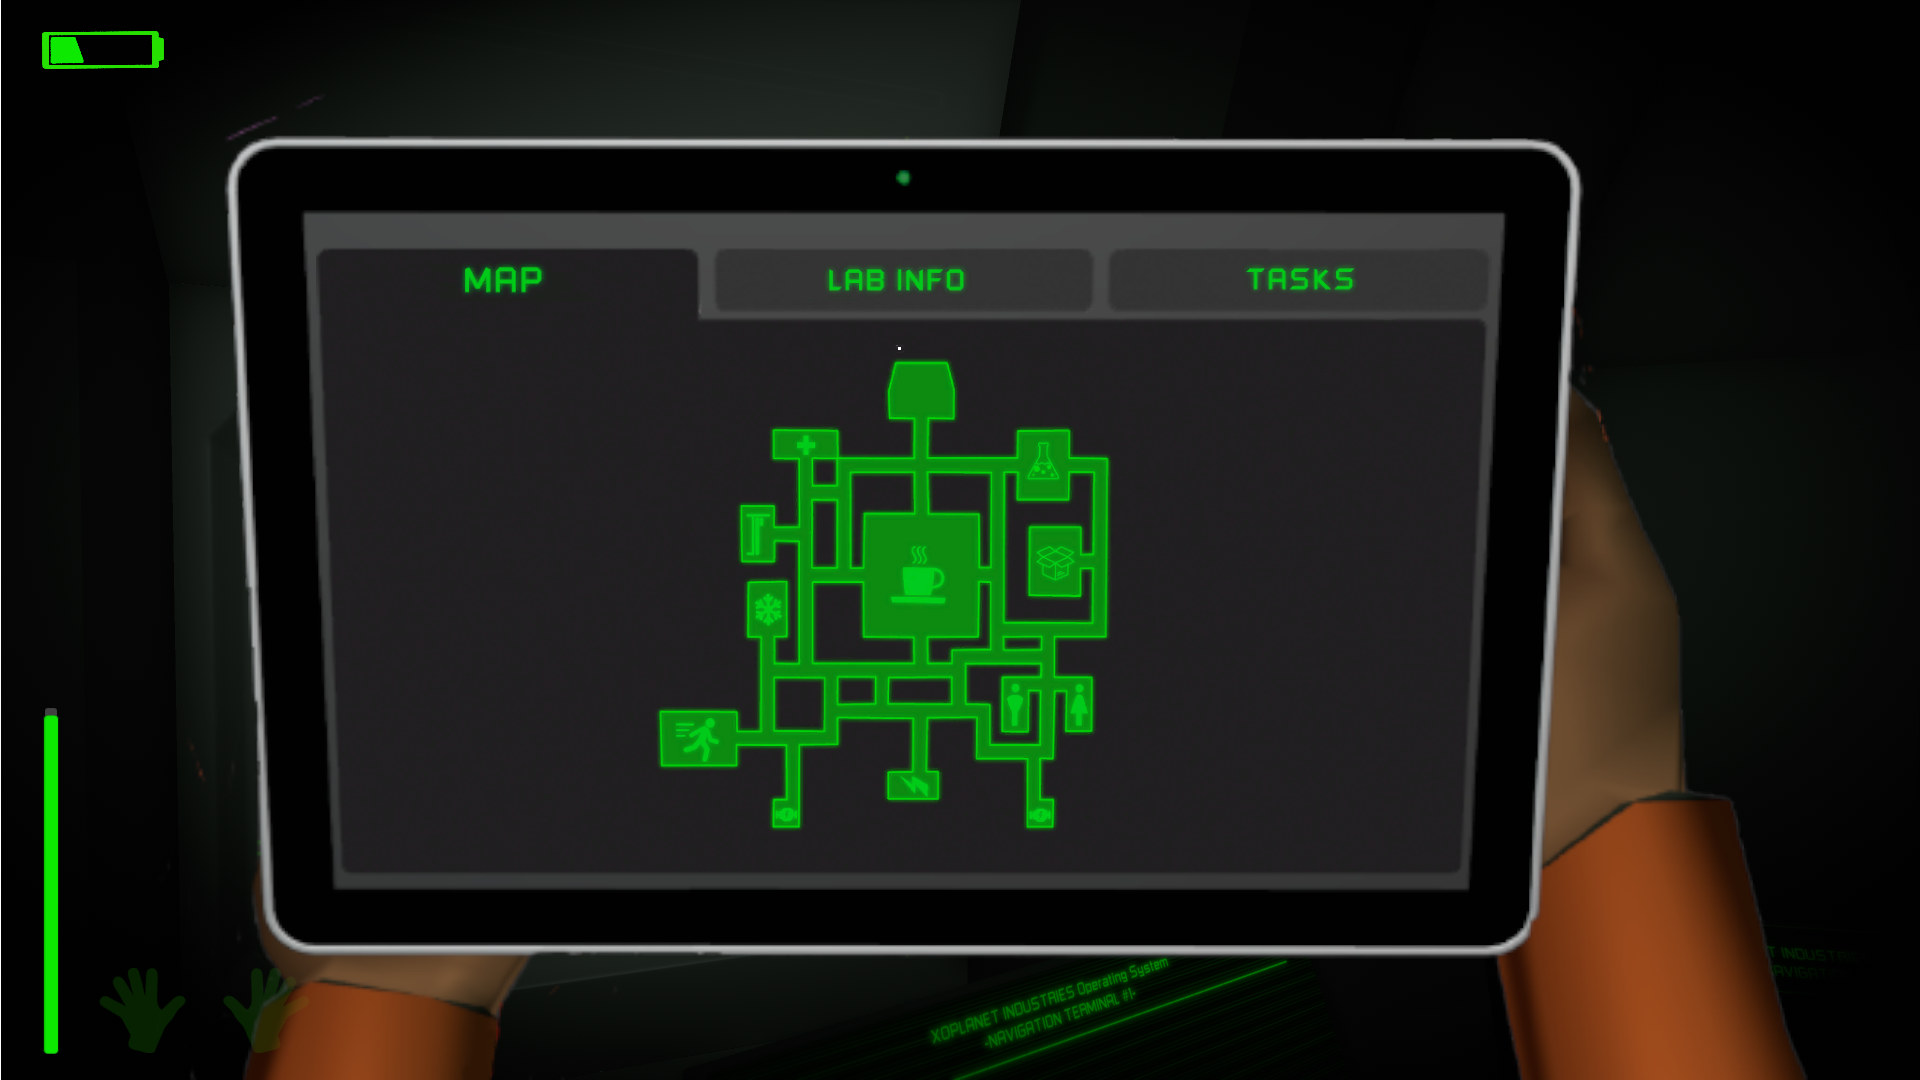 MAP
LAB INFO
TASKS
XOPLANET INDUSTRIES Operating System
-NAVIGATION TERMINAL #1-